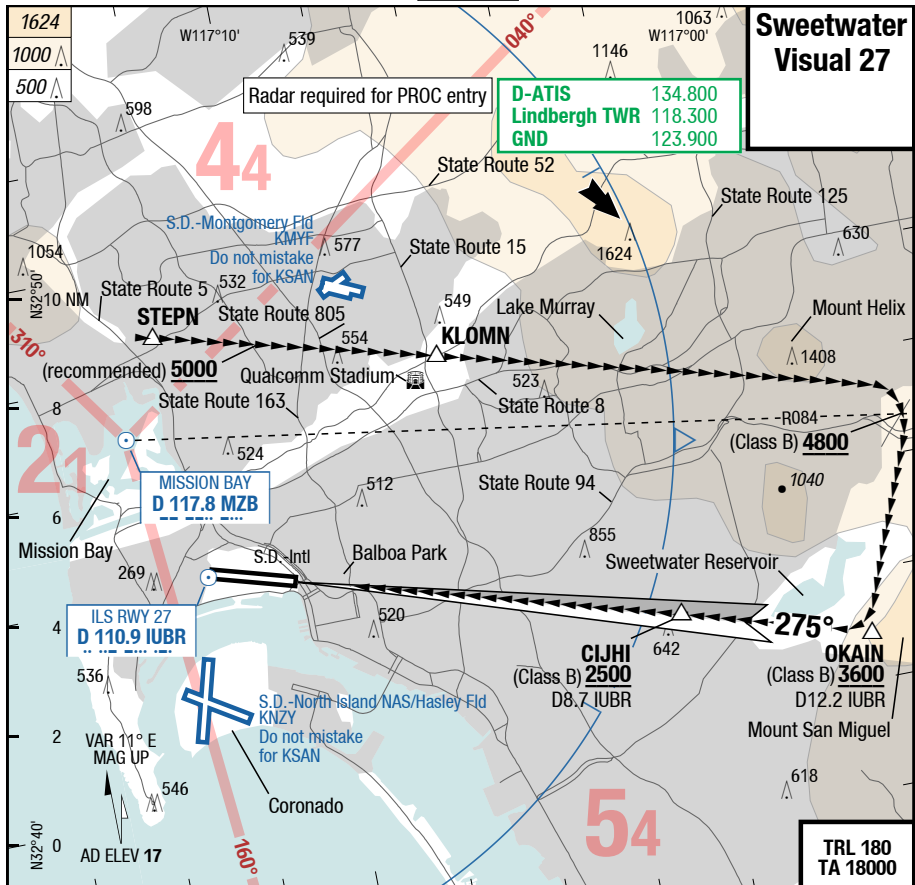 1624
1000
500
W117°10'
539
040°
1063
W117°00'
1146
Sweetwater
Visual 27
Radar required for PROC entry
D-ATIS 134.800
Lindbergh TWR 118.300
GND 123.900
598
44
State Route 52
State Route 125
S.D.-Montgomery Fld
KMYF
Do not mistake
for KSAN
577
State Route 15
1624
630
1054
N32°50'
10 NM
State Route 5
532
549
Lake Murray
Mount Helix
STEPN
State Route 805
554
KLOMN
1408
310°
(recommended) 5000
Qualcomm Stadium
523
State Route 8
8
State Route 163
R084
(Class B) 4800
21
524
MISSION BAY
D 117.8 MZB
512
State Route 94
1040
6
Mission Bay
S.D.-Intl
Balboa Park
855
Sweetwater Reservoir
269
ILS RWY 27
D 110.9 IUBR
520
4
275°
CIJHI
(Class B) 2500
D8.7 IUBR
642
OKAIN
(Class B) 3600
D12.2 IUBR
536
S.D.-North Island NAS/Hasley Fld
KNZY
Do not mistake
for KSAN
Mount San Miguel
2
VAR 11° E
MAG UP
546
Coronado
618
54
N32°40'
0
AD ELEV 17
160°
TRL 180
TA 18000